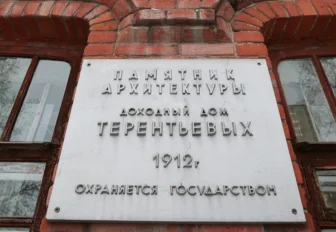 ПАМЯТНИК
АРХИТЕКТУРЫ
ДОХОДНЫЙ ДОМ
ТЕРЕНТЬЕВЫХ
1912г
ОХРАНЯЕТСЯ ГОСУДАРСТВОМ